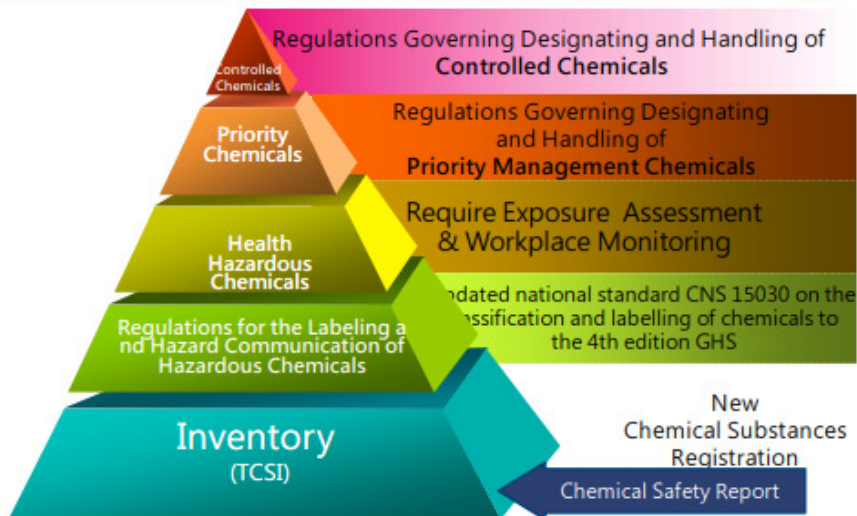 Regulations Governing Designating and Handling of
Controlled Chemicals
Controlled
Chemicals
Regulations Governing Designating
and Handling of
Priority Management Chemicals
Priority
Chemicals
Require Exposure Assessment
& Workplace Monitoring
Health
Hazardous
Chemicals
pdated national standard CNS 15030 on the
assification and labelling of chemicals to
the 4th edition GHS
Regulations for the Labeling a
nd Hazard Communication of
Hazardous Chemicals
Inventory
(TCSI)
New
Chemical Substances
Registration
Chemical Safety Report